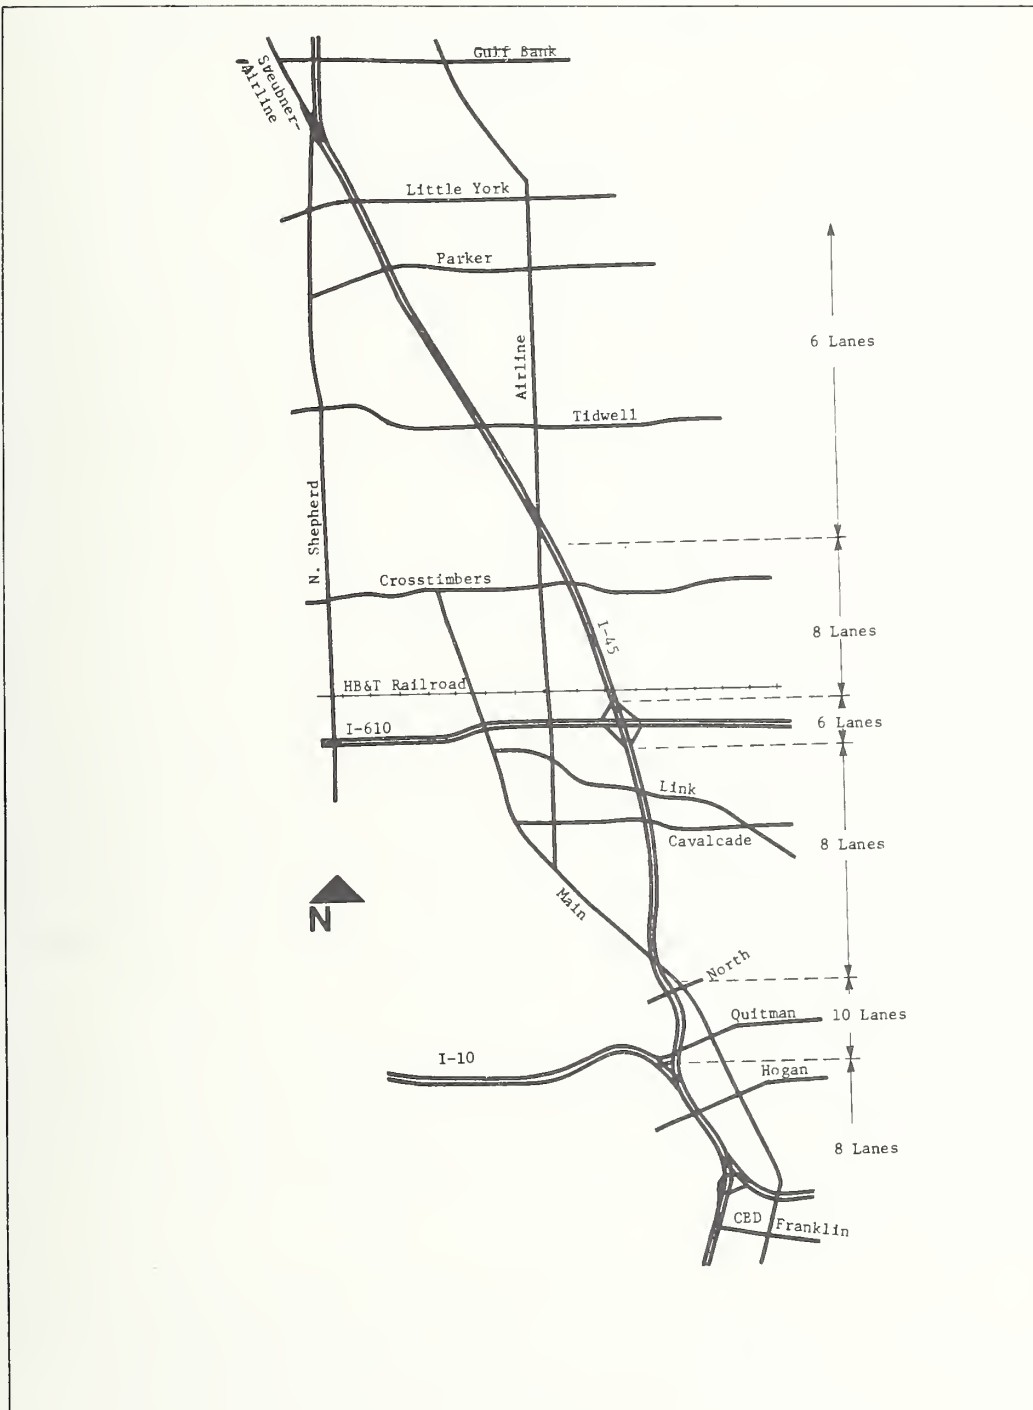 Gulf Bank
Steubner-
Airline
Little York
Parker
6 Lanes
Airline
Tidwell
N. Shepherd
Crosstimbers
I-45
8 Lanes
HB&T Railroad
I-610
6 Lanes
Link
Cavalcade
8 Lanes
N
Main
North
Quitman
10 Lanes
I-10
Hogan
8 Lanes
CBD
Franklin